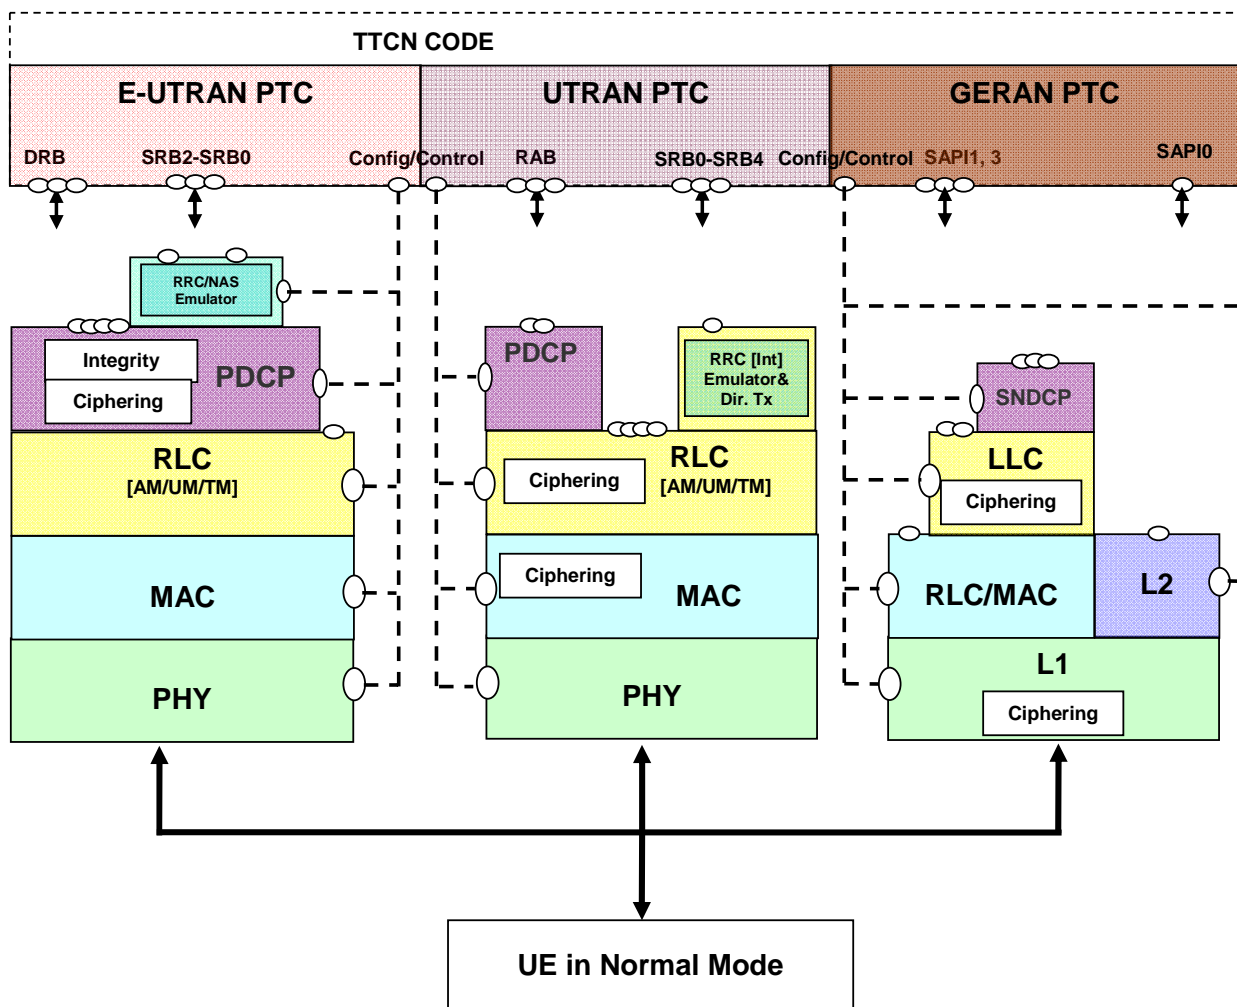 TTCN CODE
E-UTRAN PTC
UTRAN PTC
GERAN PTC
DRB
SRB2-SRB0
Config/Control
RAB
SRB0-SRB4
Config/Control
SAPI1, 3
SAPI0
RRC/NAS
Emulator
Integrity
Ciphering
PDCP
RLC
[AM/UM/TM]
MAC
PHY
PDCP
RRC [Int]
Emulator&
Dir. Tx
Ciphering
RLC
[AM/UM/TM]
Ciphering
MAC
PHY
SNDCP
LLC
Ciphering
RLC/MAC
L2
L1
Ciphering
UE in Normal Mode